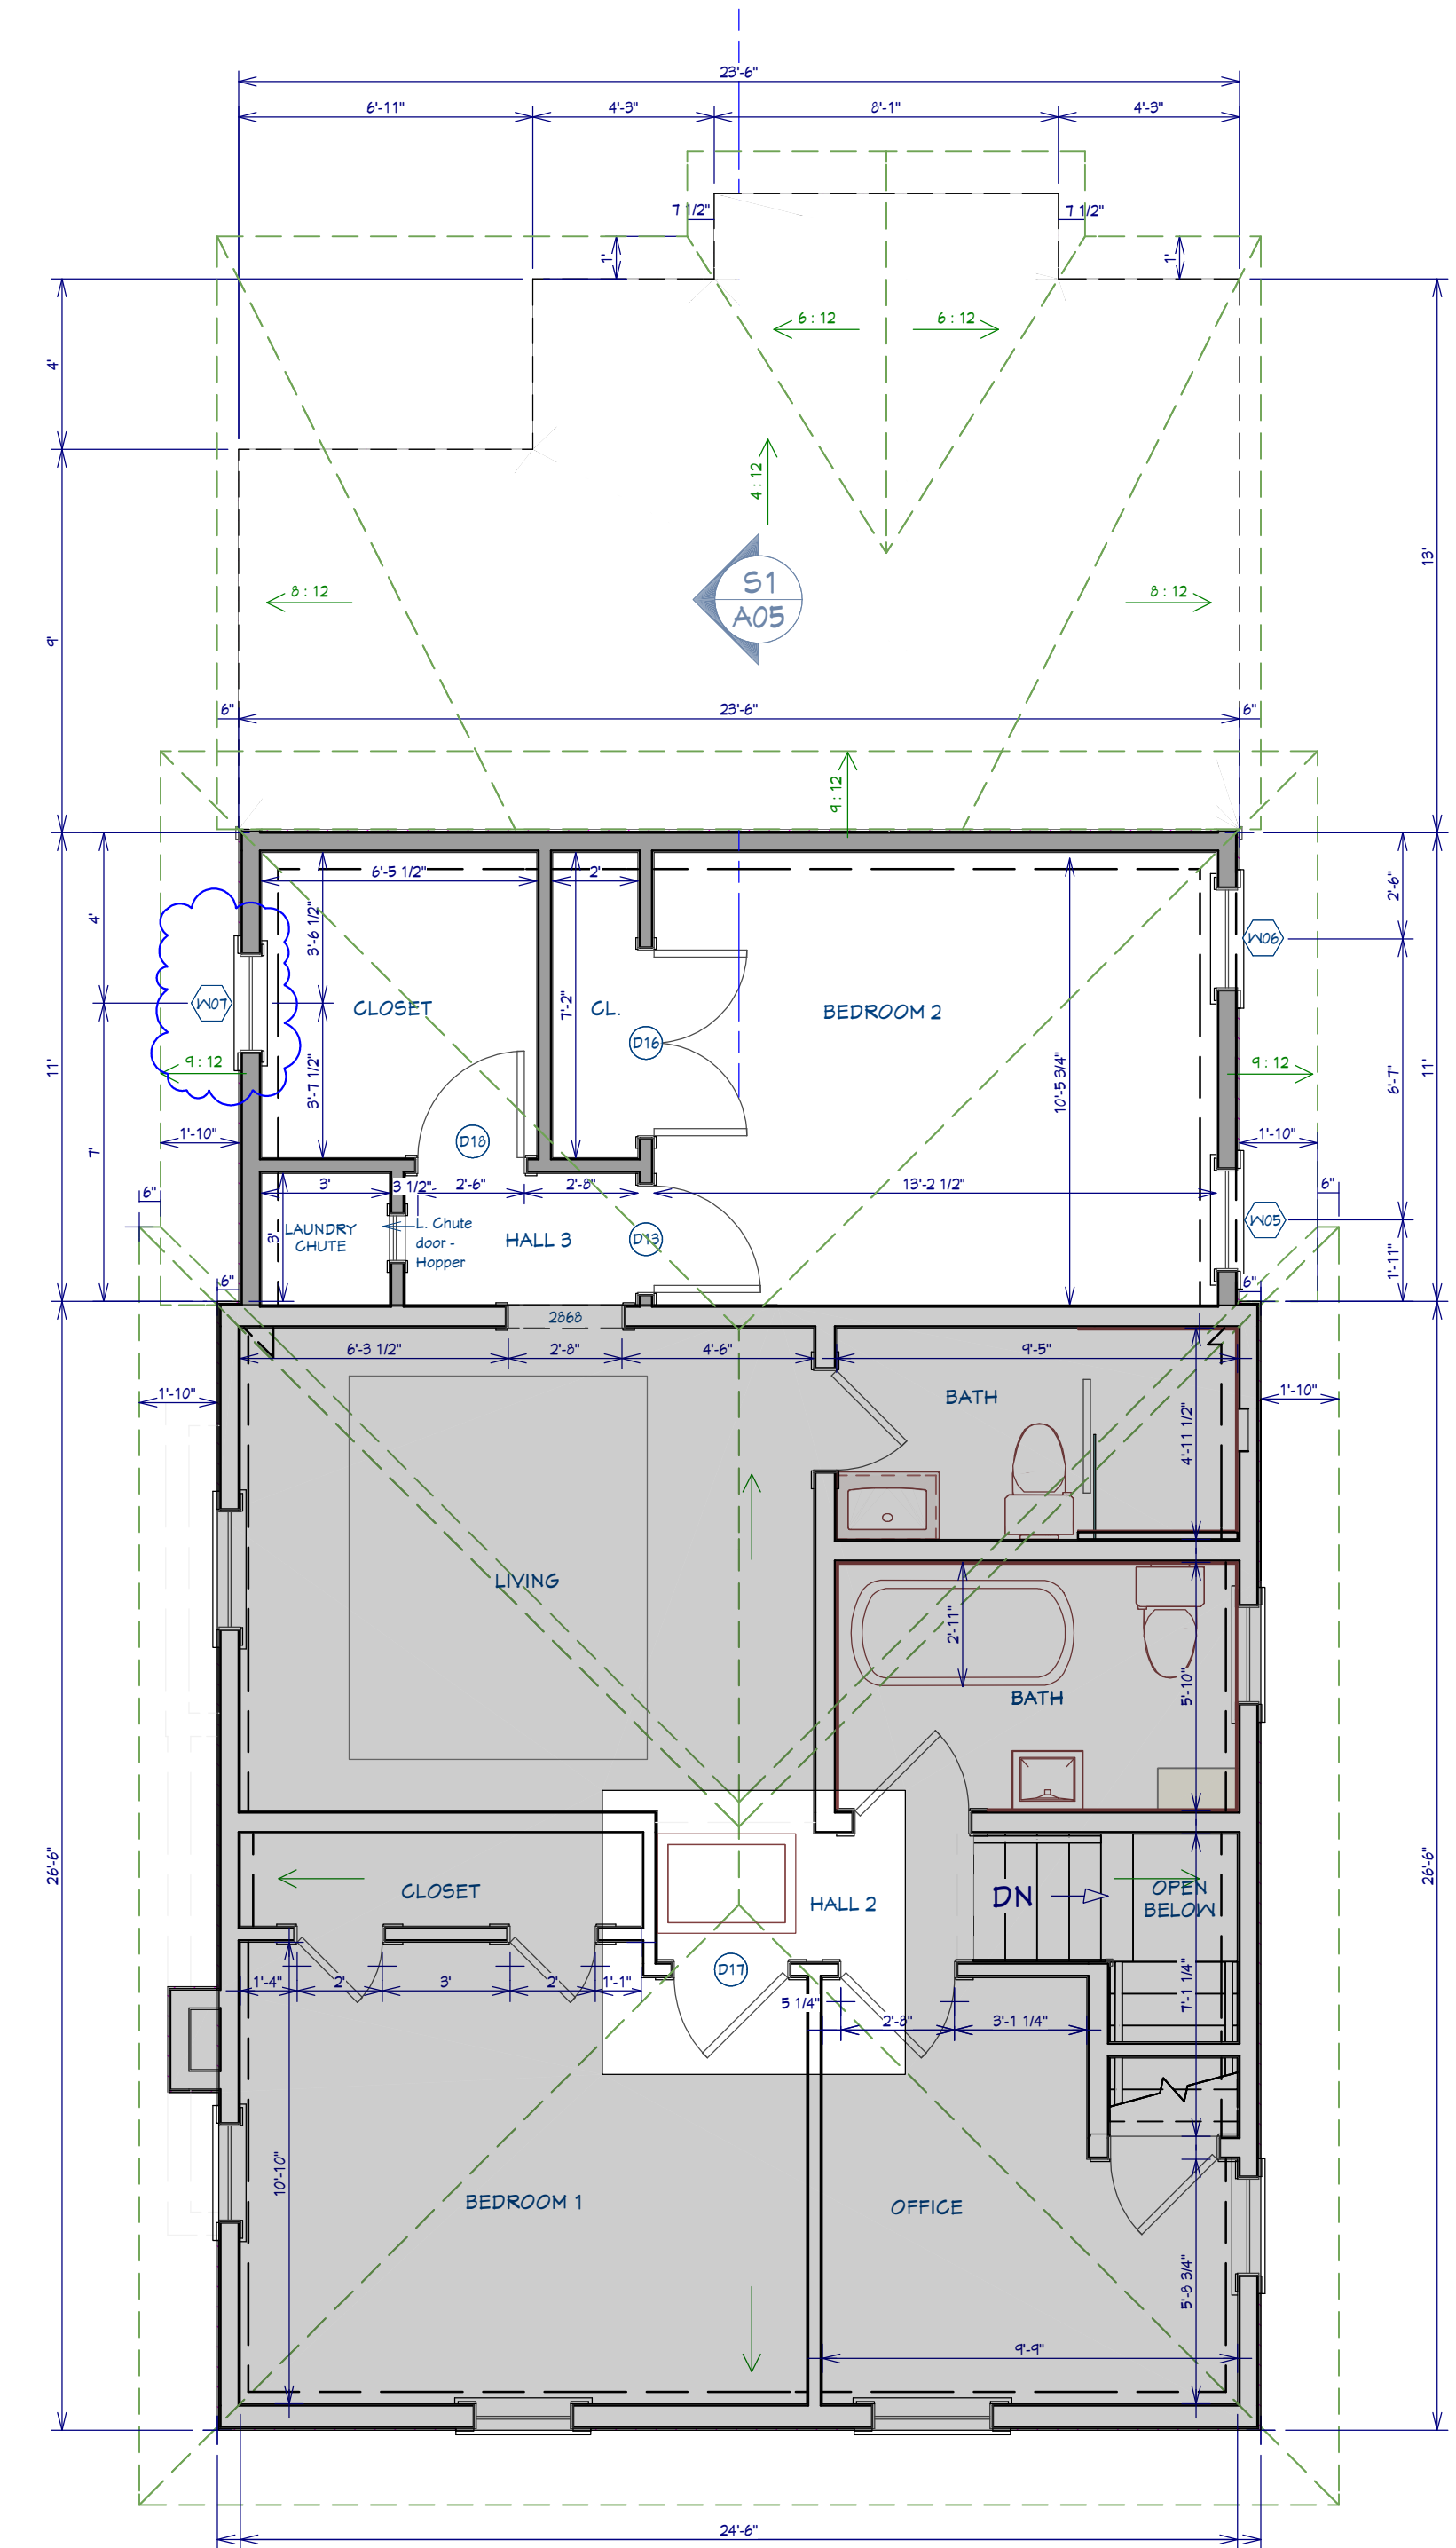 23'-6"
6'-11"
4'-3"
8'-1"
4'-3"
7 1/2"
7 1/2"
1'
1'
4'
6 : 12
6 : 12
4 : 12
13'
S1
A05
8 : 12
8 : 12
9'
6"
23'-6"
6"
9 : 12
6'-5 1/2"
2'
2'-6"
4'
3'-6 1/2"
W06
W07
CLOSET
7'-2"
CL.
BEDROOM 2
D16
9 : 12
11'
3'-7 1/2"
10'-5 3/4"
9 : 12
6'-7"
11'
1'-10"
D18
1'-10"
7'
6"
3'
3 1/2"
2'-6"
2'-8"
13'-2 1/2"
6"
LAUNDRY
CHUTE
3'
L. Chute
door -
Hopper
HALL 3
D13
W05
1'-11"
6"
6"
2868
6'-3 1/2"
2'-8"
4'-6"
9'-5"
1'-10"
BATH
1'-10"
4'-11 1/2"
LIVING
2'-11"
5'-10"
BATH
26'-6"
CLOSET
HALL 2
DN
OPEN
BELOW
26'-6"
D17
1'-4"
2'
3'
2'
1'-1"
5 1/4"
2'-8"
3'-1 1/4"
7'-1 1/4"
10'-10"
BEDROOM 1
OFFICE
5'-8 3/4"
9'-9"
24'-6"